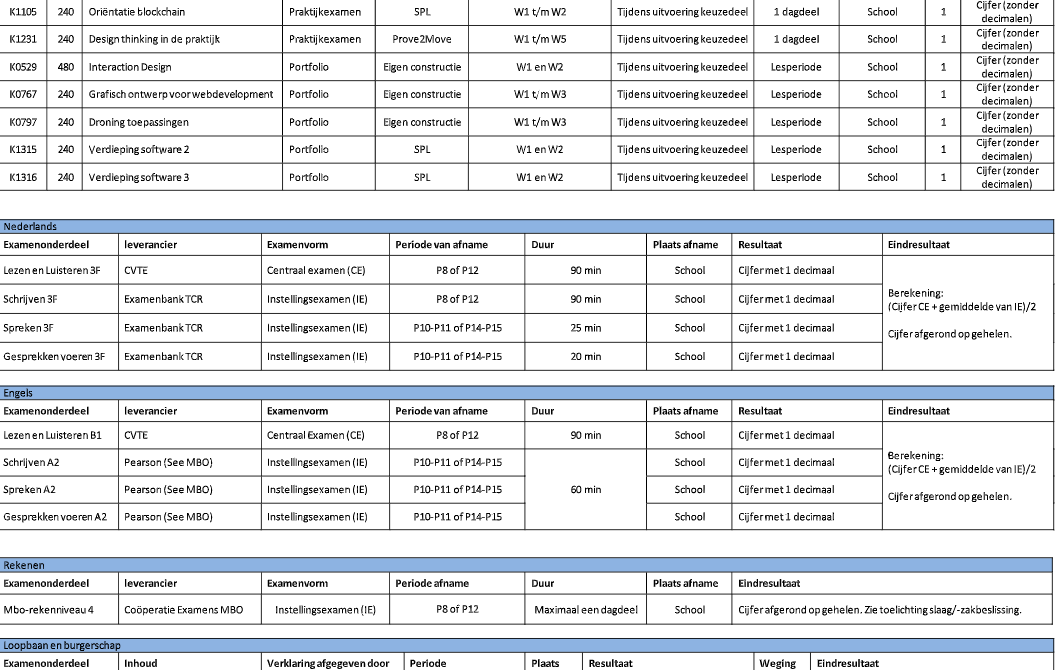 K1105 240 Oriëntatie blockchain Praktijkexamen SPL W1 t/m W2 Tijdens uitvoering keuzedeel 1 dagdeel School 1 Cijfer (zonder decimalen)
K1231 240 Design thinking in de praktijk Praktijkexamen Prove2Move W1 t/m W5 Tijdens uitvoering keuzedeel 1 dagdeel School 1 Cijfer (zonder decimalen)
K0529 480 Interaction Design Portfolio Eigen constructie W1 en W2 Tijdens uitvoering keuzedeel Lesperiode School 1 Cijfer (zonder decimalen)
K0767 240 Grafisch ontwerp voor webdevelopment Portfolio Eigen constructie W1 t/m W3 Tijdens uitvoering keuzedeel Lesperiode School 1 Cijfer (zonder decimalen)
K0797 240 Droning toepassingen Portfolio Eigen constructie W1 t/m W3 Tijdens uitvoering keuzedeel Lesperiode School 1 Cijfer (zonder decimalen)
K1315 240 Verdieping software 2 Portfolio SPL W1 en W2 Tijdens uitvoering keuzedeel Lesperiode School 1 Cijfer (zonder decimalen)
K1316 240 Verdieping software 3 Portfolio SPL W1 en W2 Tijdens uitvoering keuzedeel Lesperiode School 1 Cijfer (zonder decimalen)
Nederlands
Examenonderdeel leverancier Examenvorm Periode van afname Duur Plaats afname Resultaat Eindresultaat
Lezen en Luisteren 3F CVTE Centraal examen (CE) P8 of P12 90 min School Cijfer met 1 decimaal
Schrijven 3F Examenbank TCR Instellingsexamen (IE) P8 of P12 90 min School Cijfer met 1 decimaal
Spreken 3F Examenbank TCR Instellingsexamen (IE) P10-P11 of P14-P15 25 min School Cijfer met 1 decimaal
Gesprekken voeren 3F Examenbank TCR Instellingsexamen (IE) P10-P11 of P14-P15 20 min School Cijfer met 1 decimaal
Berekening:
(Cijfer CE + gemiddelde van IE)/2
Cijfer afgerond op gehelen.
Engels
Examenonderdeel leverancier Examenvorm Periode van afname Duur Plaats afname Resultaat Eindresultaat
Lezen en Luisteren B1 CVTE Centraal Examen (CE) P8 of P12 90 min School Cijfer met 1 decimaal
Schrijven A2 Pearson (See MBO) Instellingsexamen (IE) P10-P11 of P14-P15 School Cijfer met 1 decimaal
Spreken A2 Pearson (See MBO) Instellingsexamen (IE) P10-P11 of P14-P15 60 min School Cijfer met 1 decimaal
Gesprekken voeren A2 Pearson (See MBO) Instellingsexamen (IE) P10-P11 of P14-P15 School Cijfer met 1 decimaal
Berekening:
(Cijfer CE + gemiddelde van IE)/2
Cijfer afgerond op gehelen.
Rekenen
Examenonderdeel leverancier Examenvorm Periode afname Duur Plaats afname Eindresultaat
Mbo-rekenniveau 4 Coöperatie Examens MBO Instellingsexamen (IE) P8 of P12 Maximaal een dagdeel School Cijfer afgerond op gehelen. Zie toelichting slaag/-zakbeslissing.
Loopbaan en burgerschap
Examenonderdeel Inhoud Verklaring afgegeven door Periode Plaats Resultaat Weging Eindresultaat